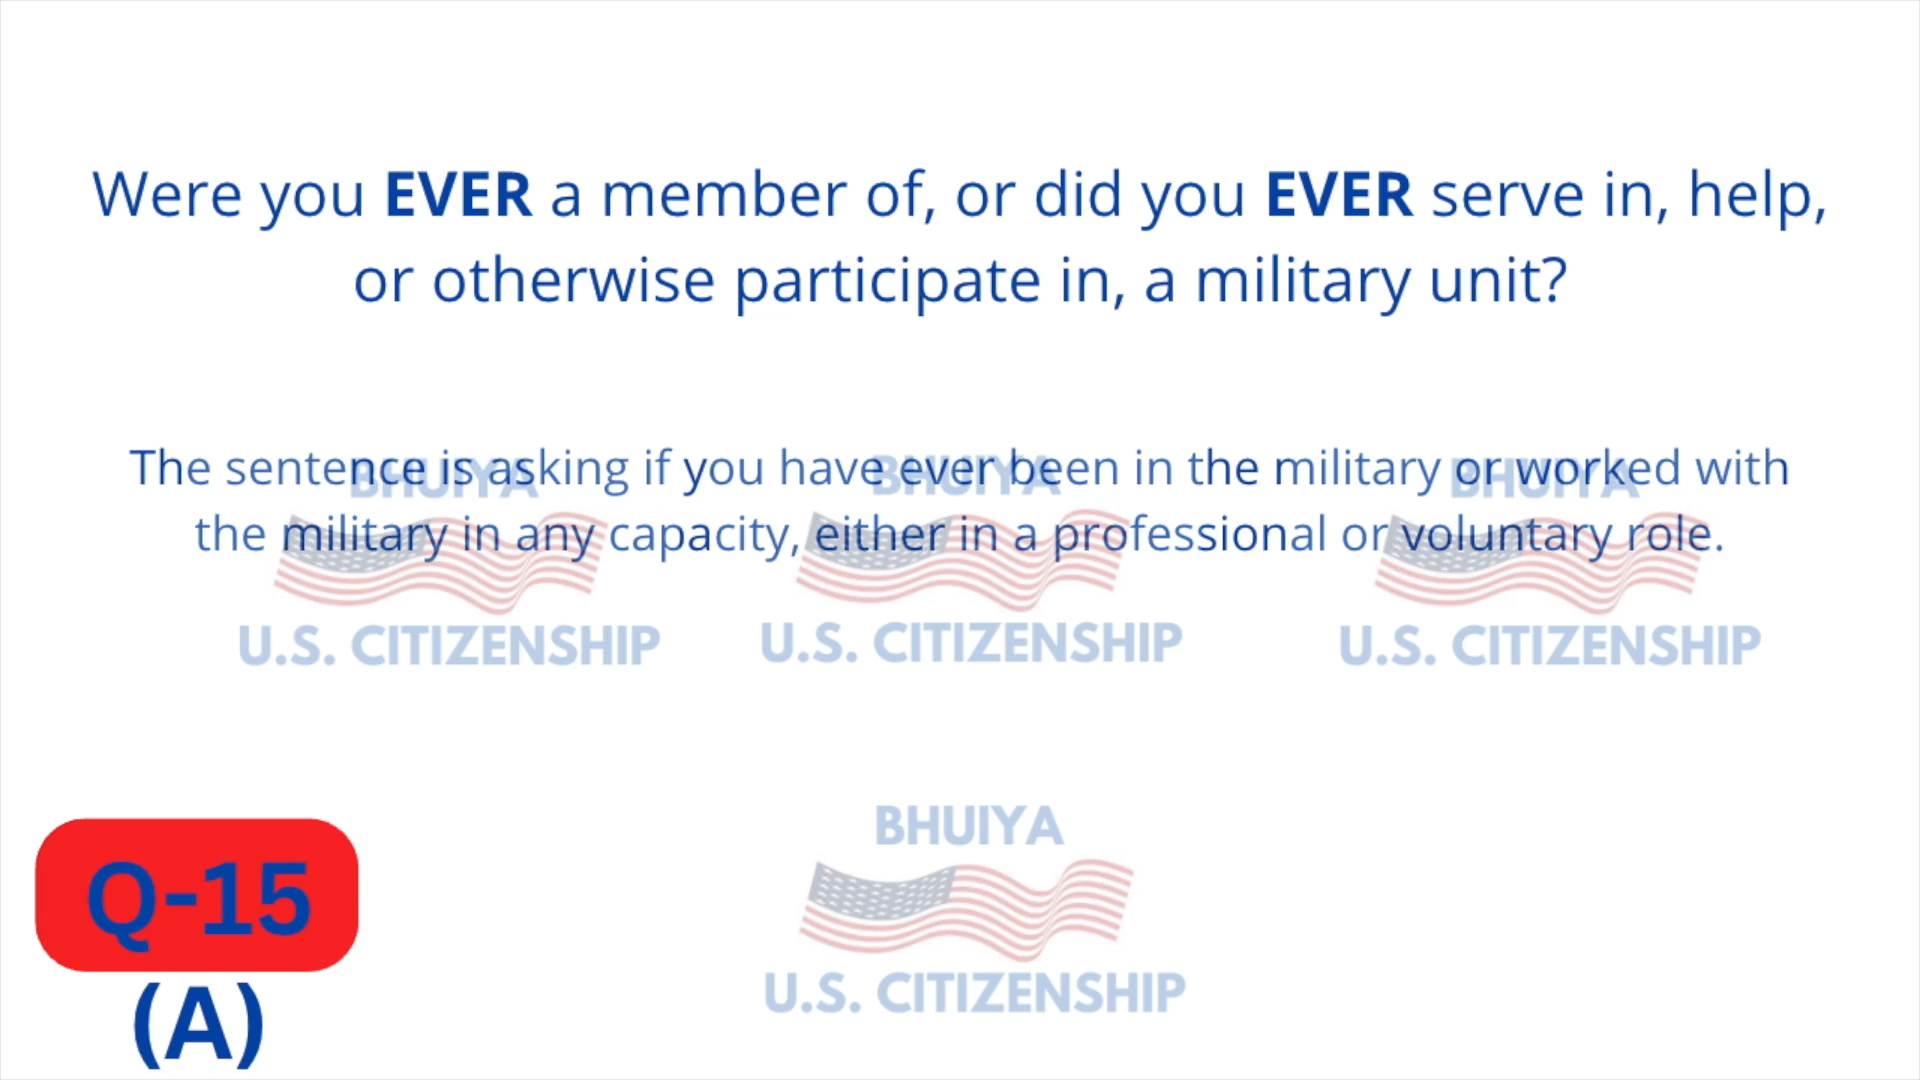 Were you EVER a member of, or did you EVER serve in, help,
or otherwise participate in, a military unit?
The sentence is asking if you have ever been in the military or worked with
the military in any capacity, either in a professional or voluntary role.
BHUIYA
U.S. CITIZENSHIP
BHUIYA
U.S. CITIZENSHIP
BHUIYA
U.S. CITIZENSHIP
BHUIYA
U.S. CITIZENSHIP
Q-15
(A)